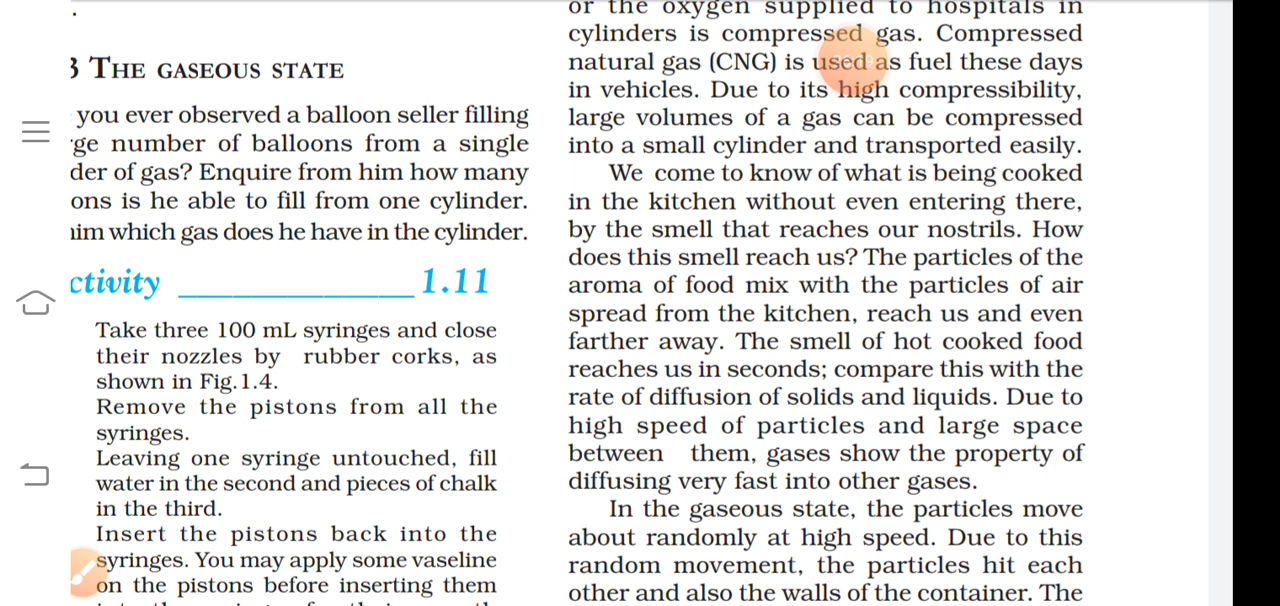 3 THE GASEOUS STATE
you ever observed a balloon seller filling
ge number of balloons from a single
der of gas? Enquire from him how many
ons is he able to fill from one cylinder.
him which gas does he have in the cylinder.
ctivity ______________ 1.11
Take three 100 mL syringes and close
their nozzles by rubber corks, as
shown in Fig.1.4.
Remove the pistons from all the
syringes.
Leaving one syringe untouched, fill
water in the second and pieces of chalk
in the third.
Insert the pistons back into the
syringes. You may apply some vaseline
on the pistons before inserting them
or the oxygen supplied to hospitals in
cylinders is compressed gas. Compressed
natural gas (CNG) is used as fuel these days
in vehicles. Due to its high compressibility,
large volumes of a gas can be compressed
into a small cylinder and transported easily.
We come to know of what is being cooked
in the kitchen without even entering there,
by the smell that reaches our nostrils. How
does this smell reach us? The particles of the
aroma of food mix with the particles of air
spread from the kitchen, reach us and even
farther away. The smell of hot cooked food
reaches us in seconds; compare this with the
rate of diffusion of solids and liquids. Due to
high speed of particles and large space
between them, gases show the property of
diffusing very fast into other gases.
In the gaseous state, the particles move
about randomly at high speed. Due to this
random movement, the particles hit each
other and also the walls of the container. The